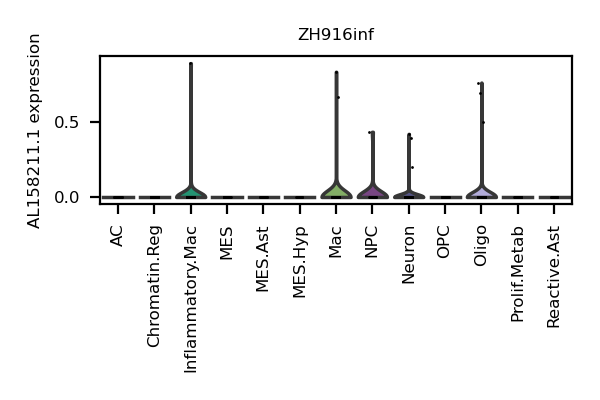 ZH916inf
AL158211.1 expression
0.5
0.0
AC
Chromatin.Reg
Inflammatory.Mac
MES
MES.Ast
MES.Hyp
Mac
NPC
Neuron
OPC
Oligo
Prolif.Metab
Reactive.Ast